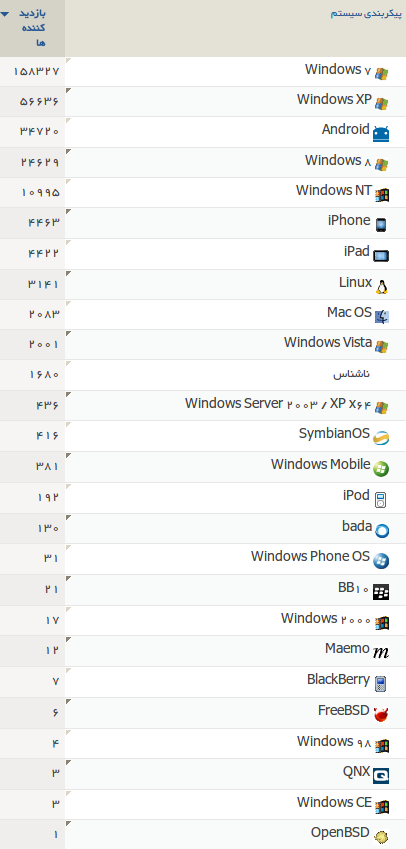 پیکربندی سیستم
بازدید
کننده
ها
Windows ۷ ۱۵۸۳۲۷
Windows XP ۵۶۶۳۶
Android ۳۴۷۲۰
Windows ۸ ۲۴۶۲۹
Windows NT ۱۰۹۹۵
iPhone ۴۴۶۳
iPad ۴۴۲۲
Linux ۳۱۴۱
Mac OS ۲۰۸۳
Windows Vista ۲۰۰۱
ناشناس ۱۶۸۰
Windows Server ۲۰۰۳ / XP x۶۴ ۴۳۶
SymbianOS ۴۱۶
Windows Mobile ۳۸۱
iPod ۱۹۲
bada ۱۳۰
Windows Phone OS ۳۱
BB۱۰ ۲۱
Windows ۲۰۰۰ ۱۷
Maemo ۱۲
BlackBerry ۷
FreeBSD ۶
Windows ۹۸ ۴
QNX ۳
Windows CE ۳
OpenBSD ۱